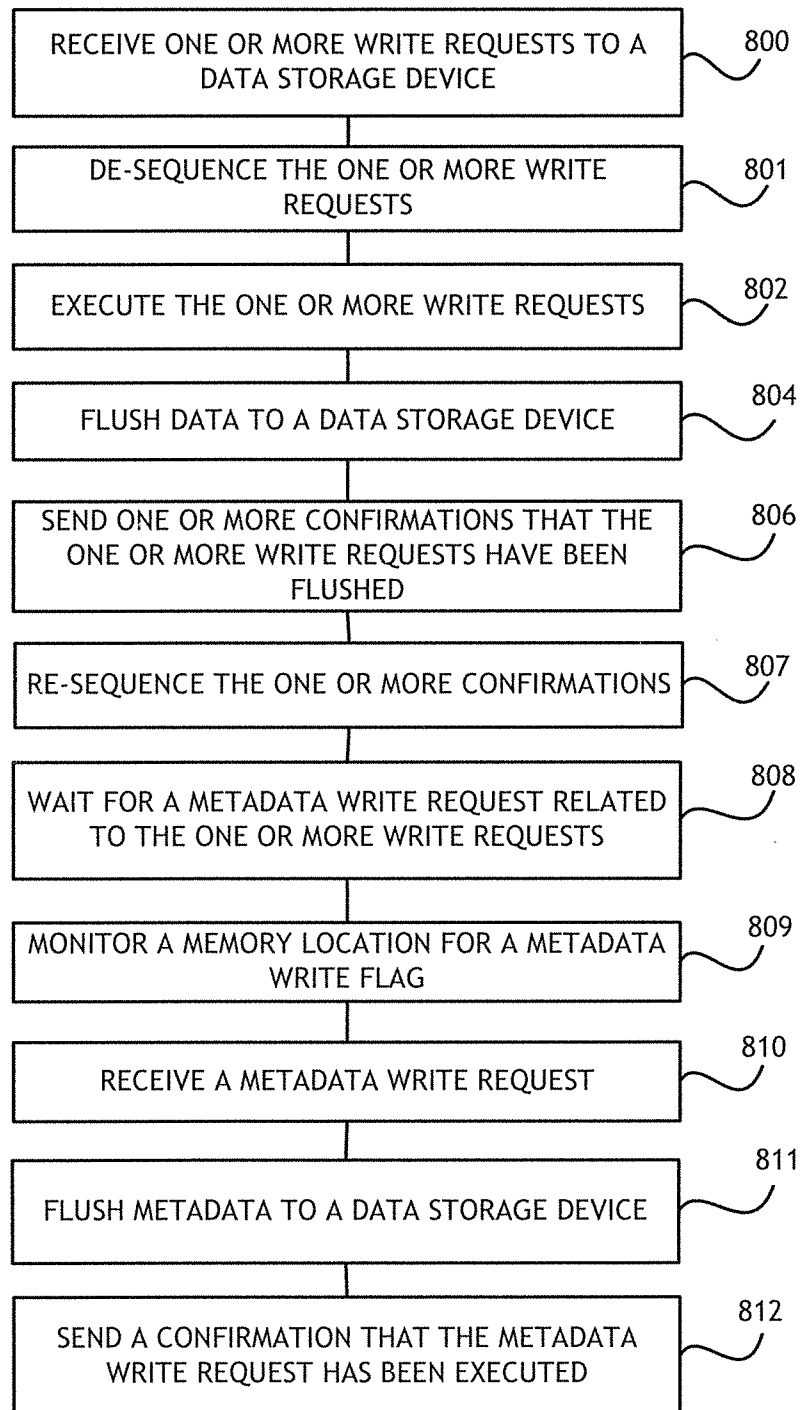 RECEIVE ONE OR MORE WRITE REQUESTS TO A
DATA STORAGE DEVICE
800
DE-SEQUENCE THE ONE OR MORE WRITE
REQUESTS
801
EXECUTE THE ONE OR MORE WRITE REQUESTS
802
FLUSH DATA TO A DATA STORAGE DEVICE
804
SEND ONE OR MORE CONFIRMATIONS THAT THE
ONE OR MORE WRITE REQUESTS HAVE BEEN
FLUSHED
806
RE-SEQUENCE THE ONE OR MORE CONFIRMATIONS
807
WAIT FOR A METADATA WRITE REQUEST RELATED
TO THE ONE OR MORE WRITE REQUESTS
808
MONITOR A MEMORY LOCATION FOR A METADATA
WRITE FLAG
809
RECEIVE A METADATA WRITE REQUEST
810
FLUSH METADATA TO A DATA STORAGE DEVICE
811
SEND A CONFIRMATION THAT THE METADATA
WRITE REQUEST HAS BEEN EXECUTED
812